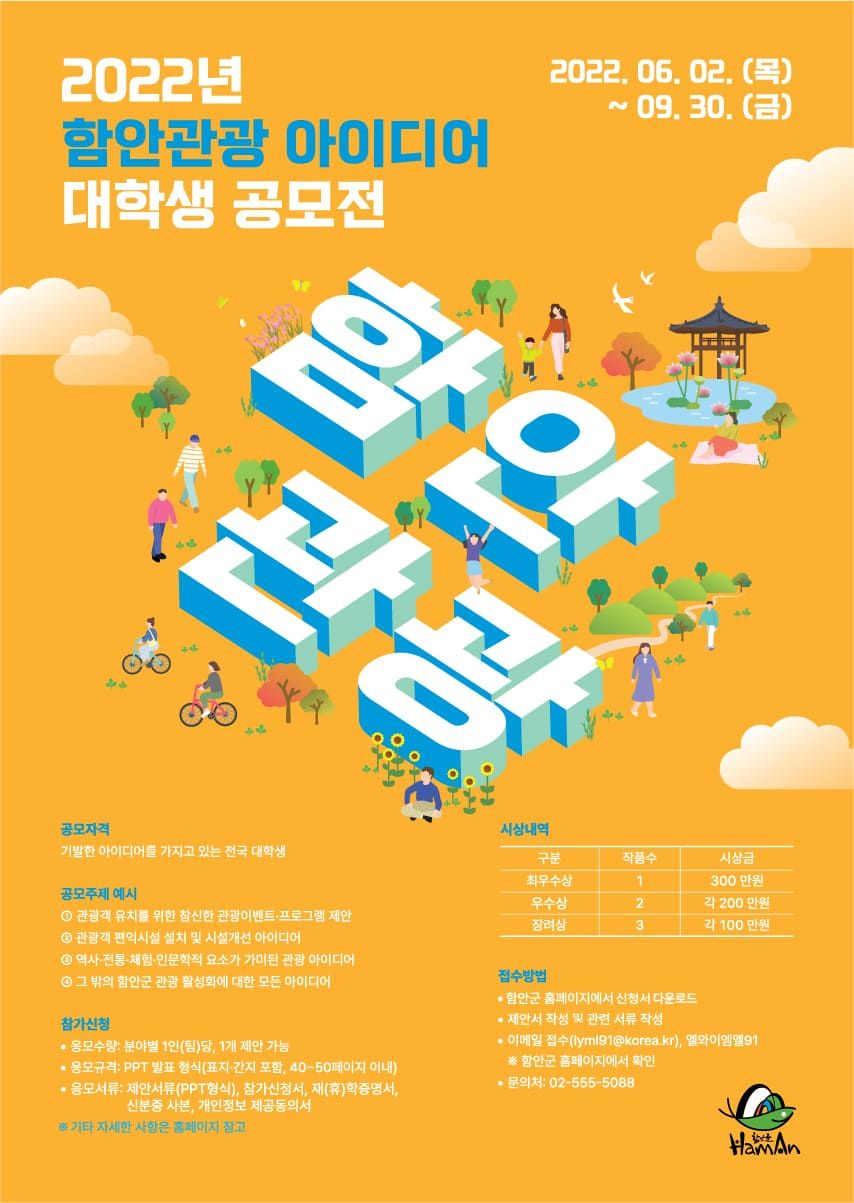 2022년
함안관광 아이디어
대학생 공모전
2022. 06. 02. (목)
~ 09. 30. (금)
함
안
관
광
공모자격
기발한 아이디어를 가지고 있는 전국 대학생
공모주제 예시
① 관광객 유치를 위한 참신한 관광이벤트·프로그램 제안
② 관광객 편익시설 설치 및 시설개선 아이디어
③ 역사·전통·체험·인문학적 요소가 가미된 관광 아이디어
④ 그 밖의 함안군 관광 활성화에 대한 모든 아이디어
참가신청
• 응모수량: 분야별 1인(팀)당, 1개 제안 가능
• 응모규격: PPT 발표 형식(표지·간지 포함, 40~50페이지 이내)
• 응모서류: 제안서류(PPT형식), 참가신청서, 재(휴)학증명서,
신분증 사본, 개인정보 제공동의서
※ 기타 자세한 사항은 홈페이지 참고
시상내역
구분 작품수 시상금
최우수상 1 300 만원
우수상 2 각 200 만원
장려상 3 각 100 만원
접수방법
• 함안군 홈페이지에서 신청서 다운로드
• 제안서 작성 및 관련 서류 작성
• 이메일 접수(lyml91@korea.kr), 엘와이엠엘91
※ 함안군 홈페이지에서 확인
• 문의처: 02-555-5088
함안군
HamAn